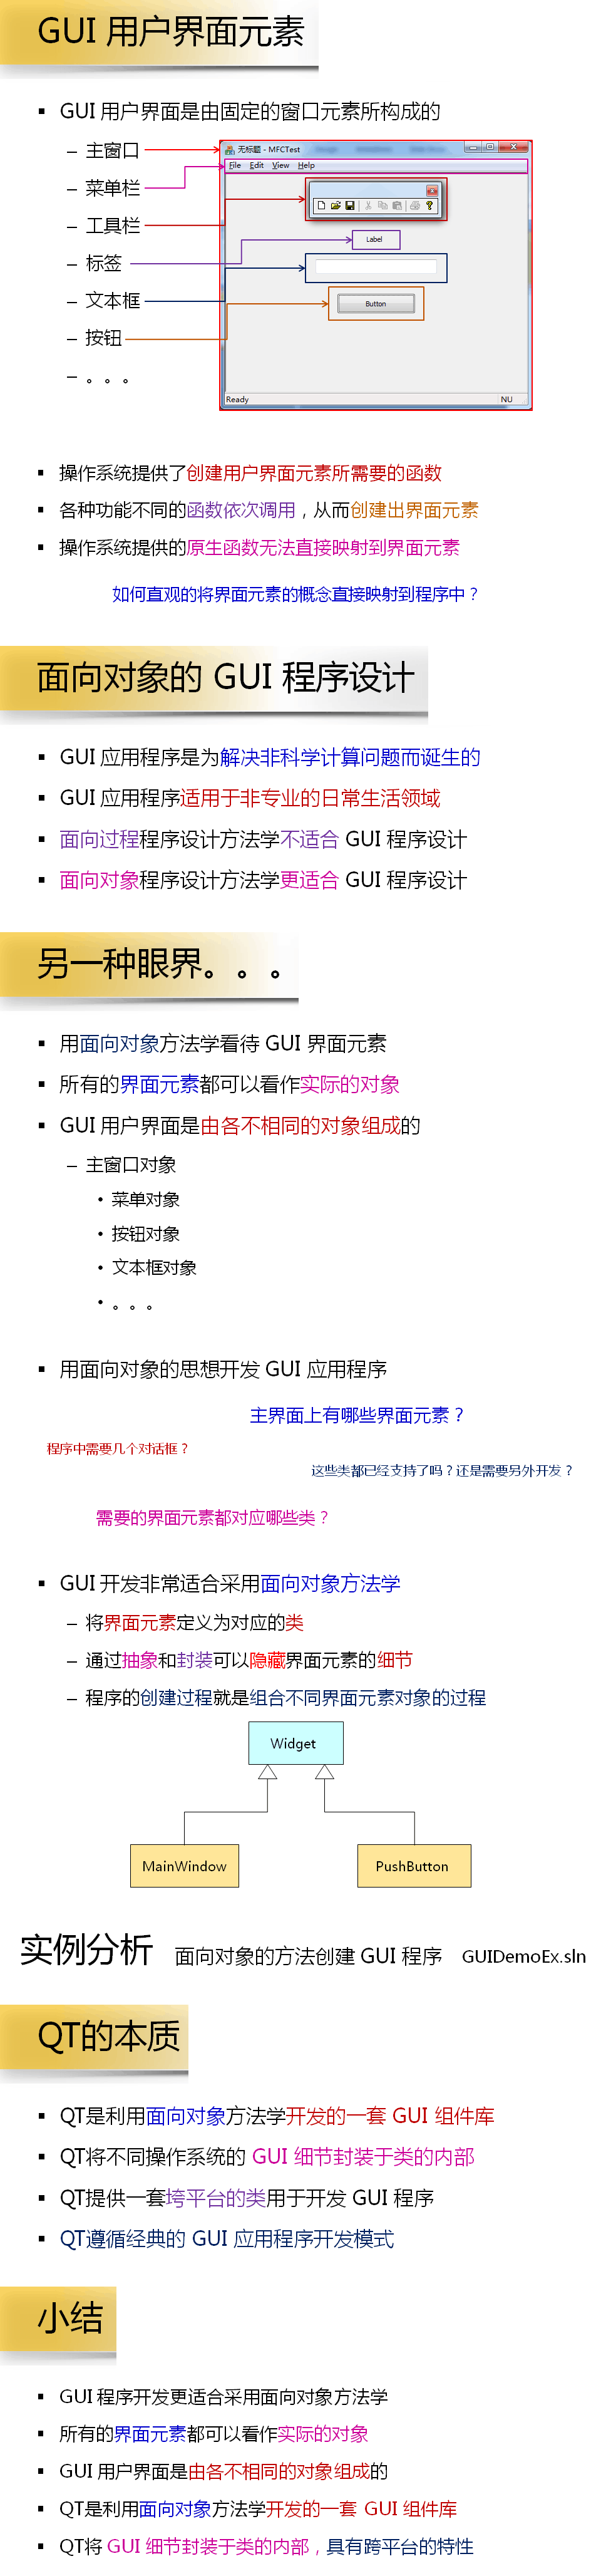 GUI 用户界面元素
▪ GUI 用户界面是由固定的窗口元素所构成的
– 主窗口
– 菜单栏
– 工具栏
– 标签
– 文本框
– 按钮
– 。。。
无标题 - MFCTest
File Edit View Help
Label
Button
Ready NU
▪ 操作系统提供了创建用户界面元素所需要的函数
▪ 各种功能不同的函数依次调用，从而创建出界面元素
▪ 操作系统提供的原生函数无法直接映射到界面元素
如何直观的将界面元素的概念直接映射到程序中？
面向对象的 GUI 程序设计
▪ GUI 应用程序是为解决非科学计算问题而诞生的
▪ GUI 应用程序适用于非专业的日常生活领域
▪ 面向过程程序设计方法学不适合 GUI 程序设计
▪ 面向对象程序设计方法学更适合 GUI 程序设计
另一种眼界。。。
▪ 用面向对象方法学看待 GUI 界面元素
▪ 所有的界面元素都可以看作实际的对象
▪ GUI 用户界面是由各不相同的对象组成的
– 主窗口对象
• 菜单对象
• 按钮对象
• 文本框对象
• 。。。
▪ 用面向对象的思想开发 GUI 应用程序
主界面上有哪些界面元素？
程序中需要几个对话框？
这些类都已经支持了吗？还是需要另外开发？
需要的界面元素都对应哪些类？
▪ GUI 开发非常适合采用面向对象方法学
– 将界面元素定义为对应的类
– 通过抽象和封装可以隐藏界面元素的细节
– 程序的创建过程就是组合不同界面元素对象的过程
Widget
MainWindow PushButton
实例分析 面向对象的方法创建 GUI 程序 GUIDemoEx.sln
QT的本质
▪ QT是利用面向对象方法学开发的一套 GUI 组件库
▪ QT将不同操作系统的 GUI 细节封装于类的内部
▪ QT提供一套垮平台的类用于开发 GUI 程序
▪ QT遵循经典的 GUI 应用程序开发模式
小结
▪ GUI 程序开发更适合采用面向对象方法学
▪ 所有的界面元素都可以看作实际的对象
▪ GUI 用户界面是由各不相同的对象组成的
▪ QT是利用面向对象方法学开发的一套 GUI 组件库
▪ QT将 GUI 细节封装于类的内部，具有跨平台的特性